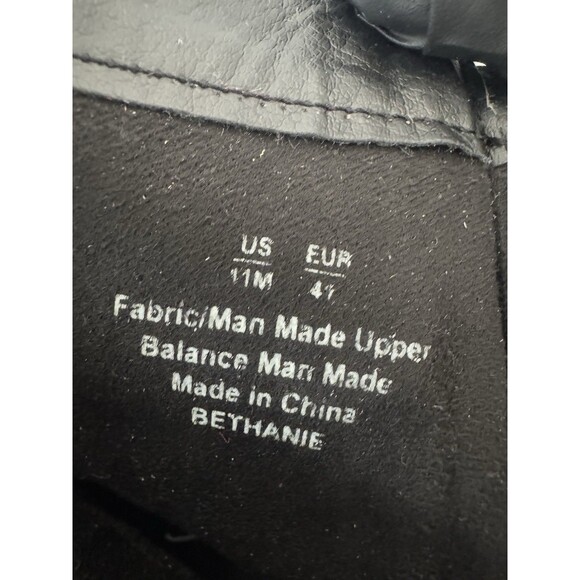 US EUR
11M 41
Fabric/Man Made Upper
Balance Man Made
Made in China
BETHANIE